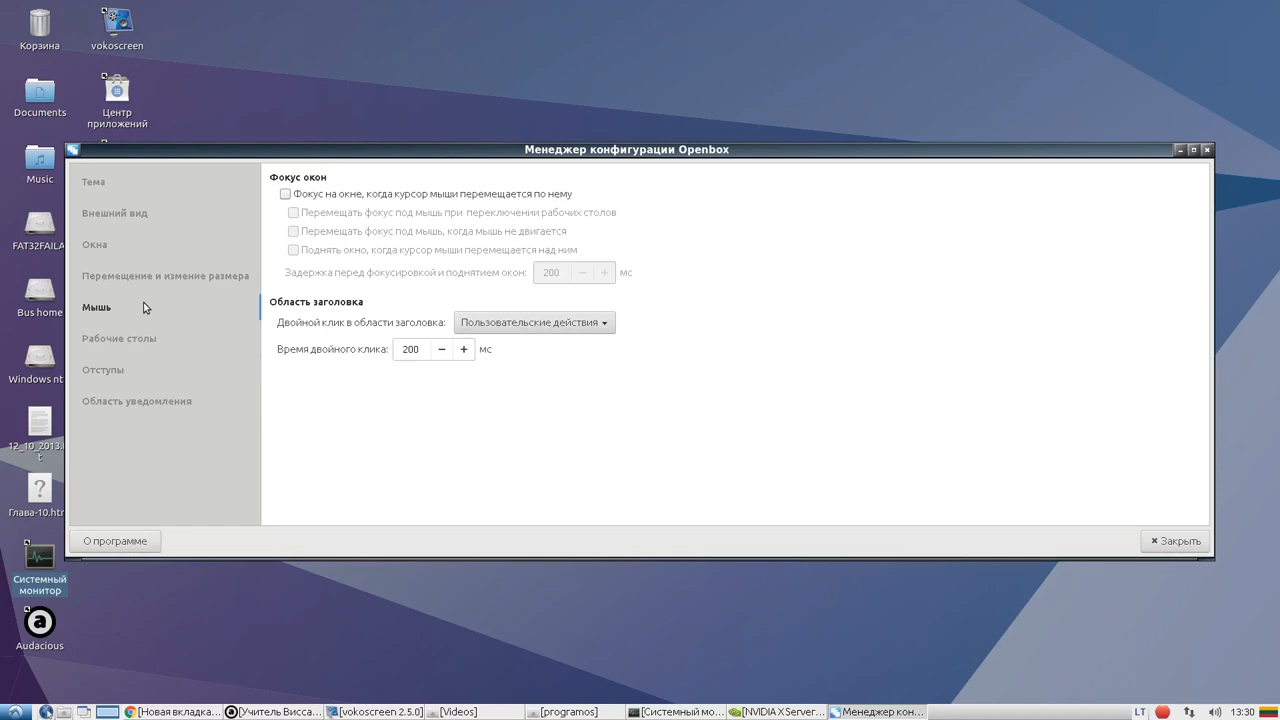 Корзина
vokoscreen
Documents
Центр
приложений
Music
FAT32FAILA
Bus home
Windows nt
12_10_2013.l
t
Глава-10.htm
Системный
монитор
Audacious
Менеджер конфигурации Openbox
Тема
Внешний вид
Окна
Перемещение и измение размера
Мышь
Рабочие столы
Отступы
Область уведомления
Фокус окон
Фокус на окне, когда курсор мыши перемещается по нему
Перемещать фокус под мышь при переключении рабочих столов
Перемещать фокус под мышь, когда мышь не двигается
Поднять окно, когда курсор мыши перемещается над ним
Задержка перед фокусировкой и поднятием окон: 200 мс
Область заголовка
Двойной клик в области заголовка: Пользовательские действия
Время двойного клика: 200 мс
О программе
Закрыть
[Новая вкладка...
[Учитель Висса...
[vokoscreen 2.5.0]
[Videos]
[programos]
[Системный мо...
[NVIDIA X Server...
Менеджер кон...
LT
13:30